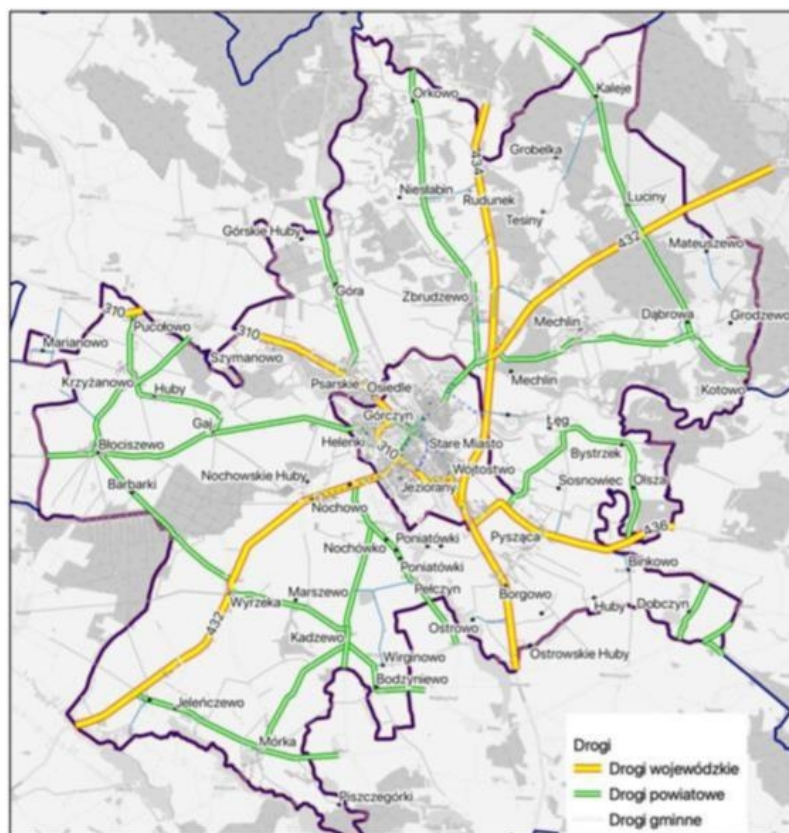 Orkowo
Kaleje
434
Grobelka
Niesłabin
Rudunek
Luciny
Tesiny
Górskie Huby
432
Mateuszewo
Góra
Zbrudzewo
310
Pucołowo
310
Mechlin
Dąbrowa
Grodzewo
Marianowo
Szymanowo
Krzyżanowo
Huby
Psarskie
Osiedle
Mechlin
Kotowo
Górczyn
Gaj
Helenki
Łęg
Błociszewo
310
Stare Miasto
Bystrzek
Nochowskie Huby
Wójtostwo
Barbarki
Jeziorany
Sosnowiec
Olsza
Nochowo
Poniatówki
Pysząca
436
Nochówko
Poniatówki
Binkowo
Marszewo
Pełczyn
Borgowo
Wyrzeka
Huby
Dobczyn
432
Kadzewo
Ostrowo
Wirginowo
Ostrowskie Huby
Bodzyniewo
Jeleńczewo
Mórka
Piszczegórki
Drogi
Drogi wojewódzkie
Drogi powiatowe
Drogi gminne